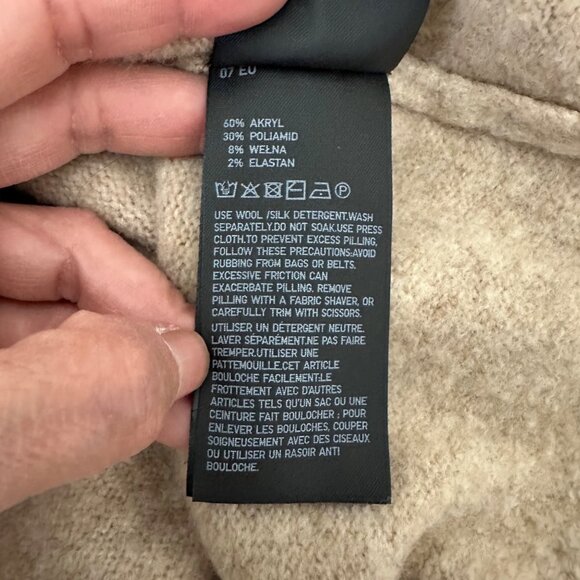 07 EU
60% AKRYL
30% POLIAMID
8% WEŁNA
2% ELASTAN
USE WOOL /SILK DETERGENT.WASH
SEPARATELY.DO NOT SOAK.USE PRESS
CLOTH.TO PREVENT EXCESS PILLING,
FOLLOW THESE PRECAUTIONS:AVOID
RUBBING FROM BAGS OR BELTS.
EXCESSIVE FRICTION CAN
EXACERBATE PILLING. REMOVE
PILLING WITH A FABRIC SHAVER, OR
CAREFULLY TRIM WITH SCISSORS.
UTILISER UN DÉTERGENT NEUTRE.
LAVER SÉPARÉMENT.NE PAS FAIRE
TREMPER.UTILISER UNE
PATTEMOUILLE.CET ARTICLE
BOULOCHE FACILEMENT:LE
FROTTEMENT AVEC D'AUTRES
ARTICLES TELS QU'UN SAC OU UNE
CEINTURE FAIT BOULOCHER ; POUR
ENLEVER LES BOULOCHES, COUPER
SOIGNEUSEMENT AVEC DES CISEAUX
OU UTILISER UN RASOIR ANTI
BOULOCHE.